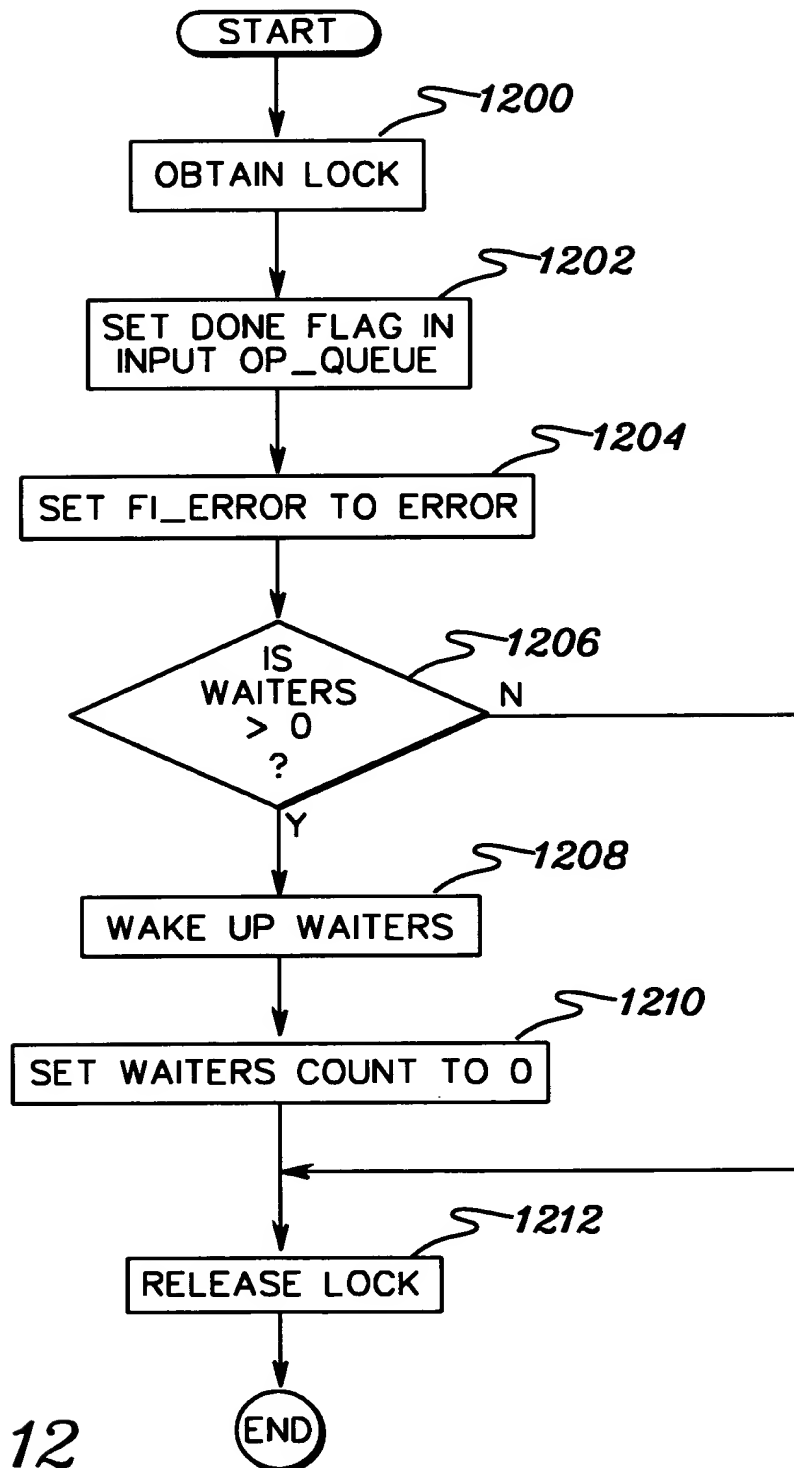 START
1200
OBTAIN LOCK
1202
SET DONE FLAG IN
INPUT OP_QUEUE
1204
SET FI_ERROR TO ERROR
1206
IS
WAITERS
> 0
?
N
Y
1208
WAKE UP WAITERS
1210
SET WAITERS COUNT TO 0
1212
RELEASE LOCK
END
12